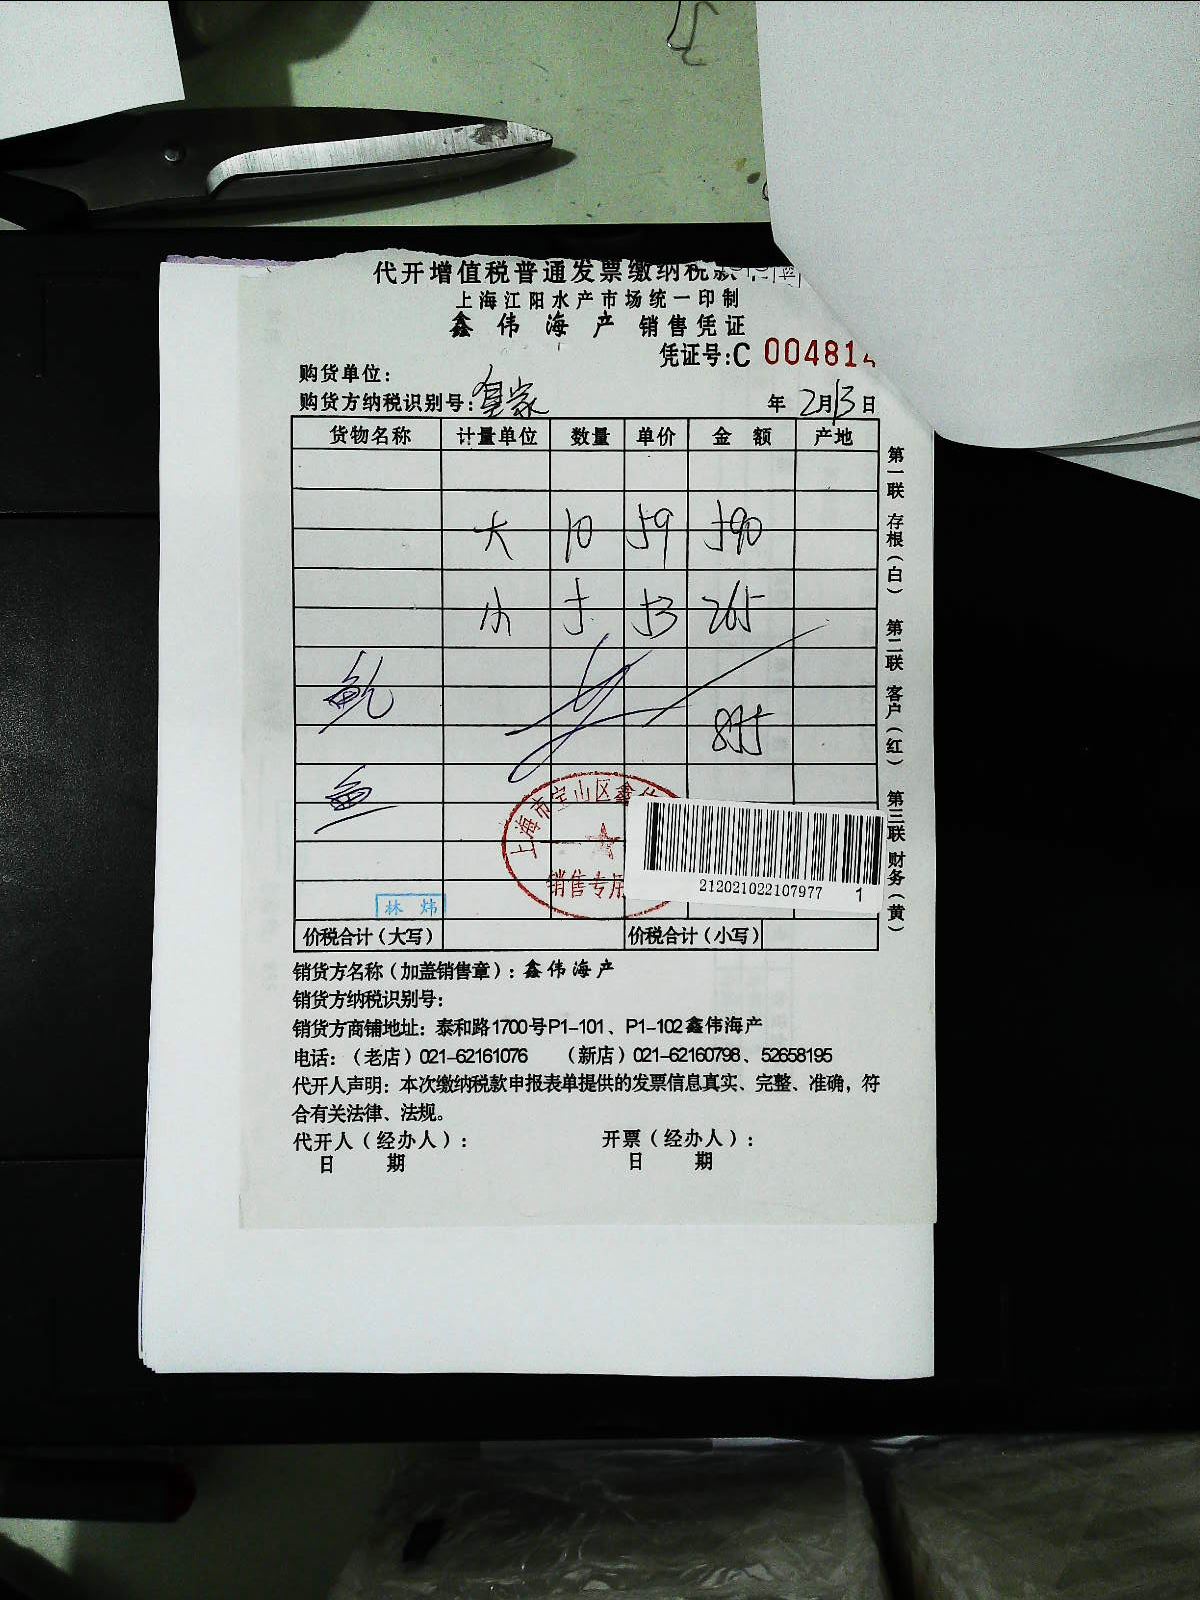 代开增值税普通发票缴纳税款
上海江阳水产市场统一印制
鑫伟海产 销售凭证
凭证号:C 004814
购货单位:
购货方纳税识别号: 皇家 年 2月13日
货物名称 计量单位 数量 单价 金额 产地
大 10 59 590
小 5 53 265
鲍
855
鱼
上海市宝山区鑫
销售专用
212021022107977 1
林炜
价税合计(大写) 价税合计(小写)
第一联 存根(白) 第二联 客户(红) 第三联 财务(黄)
销货方名称(加盖销售章): 鑫伟海产
销货方纳税识别号:
销货方商铺地址: 泰和路1700号P1-101、P1-102鑫伟海产
电话:(老店)021-62161076 (新店)021-62160798、52658195
代开人声明: 本次缴纳税款申报表单提供的发票信息真实、完整、准确, 符
合有关法律、法规。
代开人(经办人): 开票(经办人):
日 期 日 期